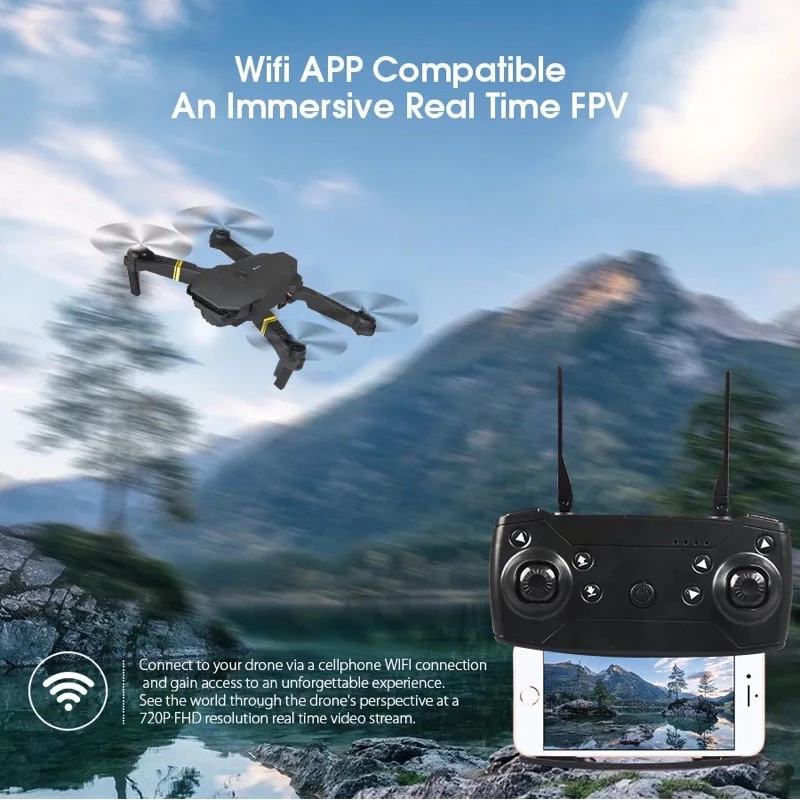 Wifi APP Compatible
An Immersive Real Time FPV
Connect to your drone via a cellphone WIFI connection
and gain access to an unforgettable experience.
See the world through the drone's perspective at a
720P FHD resolution real time video stream.